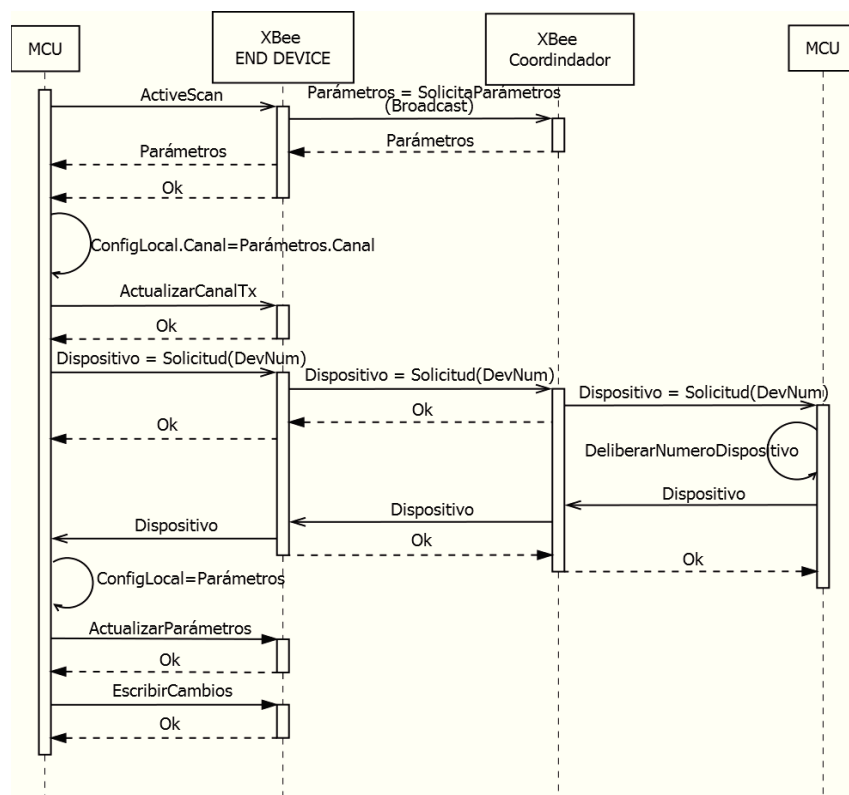 MCU
XBee
END DEVICE
XBee
Coordindador
MCU
ActiveScan
Parámetros = SolicitaParámetros
(Broadcast)
Parámetros
Parámetros
Ok
ConfigLocal.Canal=Parámetros.Canal
ActualizarCanalTx
Ok
Dispositivo = Solicitud(DevNum)
Dispositivo = Solicitud(DevNum)
Dispositivo = Solicitud(DevNum)
Ok
Ok
DeliberarNumeroDispositivo
Dispositivo
Dispositivo
Dispositivo
Ok
Ok
ConfigLocal=Parámetros
ActualizarParámetros
Ok
EscribirCambios
Ok